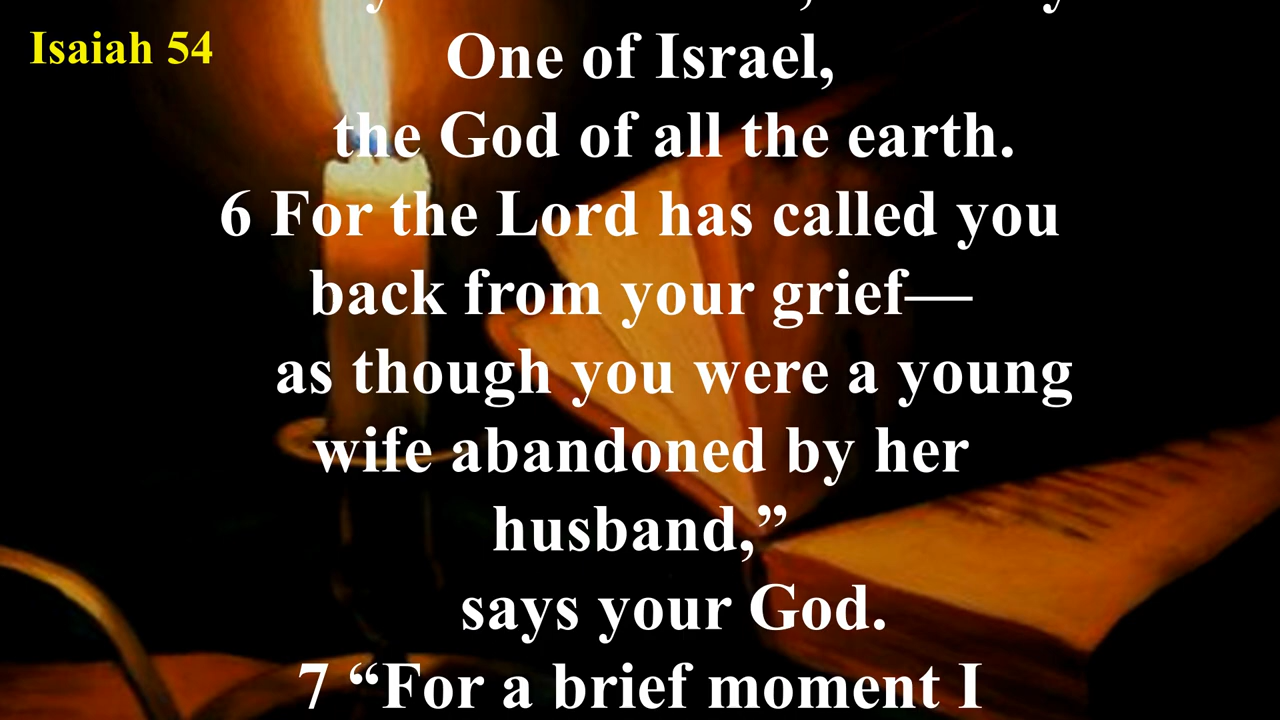 Isaiah 54
One of Israel,
the God of all the earth.
6 For the Lord has called you
back from your grief—
as though you were a young
wife abandoned by her
husband,”
says your God.
7 “For a brief moment I